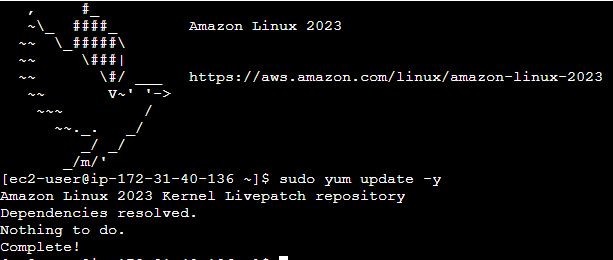 Amazon Linux 2023
https://aws.amazon.com/linux/amazon-linux-2023
[ec2-user@ip-172-31-40-136 ~]$ sudo yum update -y
Amazon Linux 2023 Kernel Livepatch repository
Dependencies resolved.
Nothing to do.
Complete!